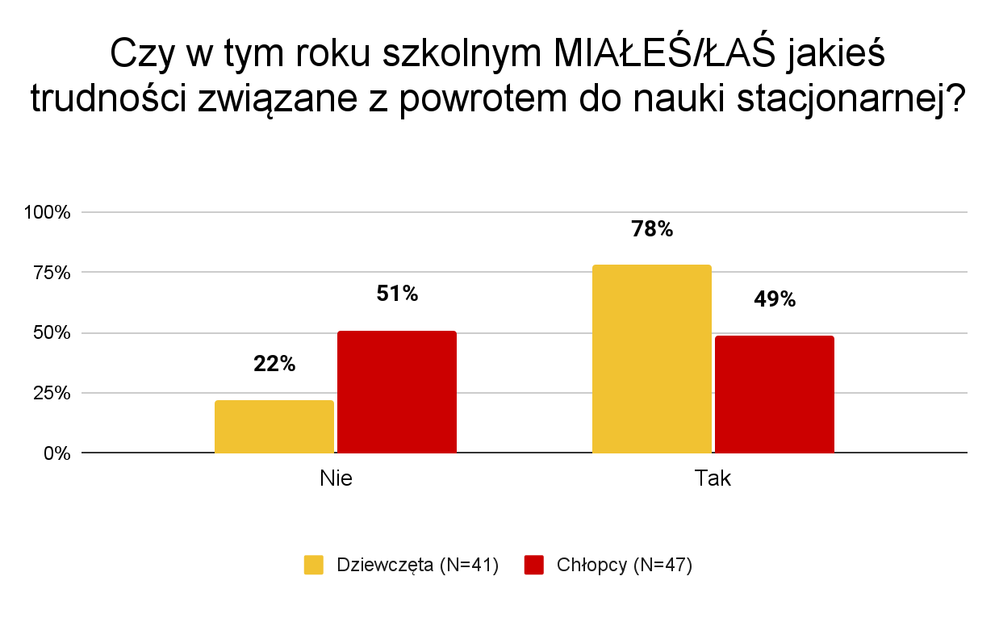 Czy w tym roku szkolnym MIAŁEŚ/ŁAŚ jakieś
trudności związane z powrotem do nauki stacjonarnej?
100%
75%
50%
25%
0%
22%
51%
78%
49%
Nie
Tak
Dziewczęta (N=41)
Chłopcy (N=47)